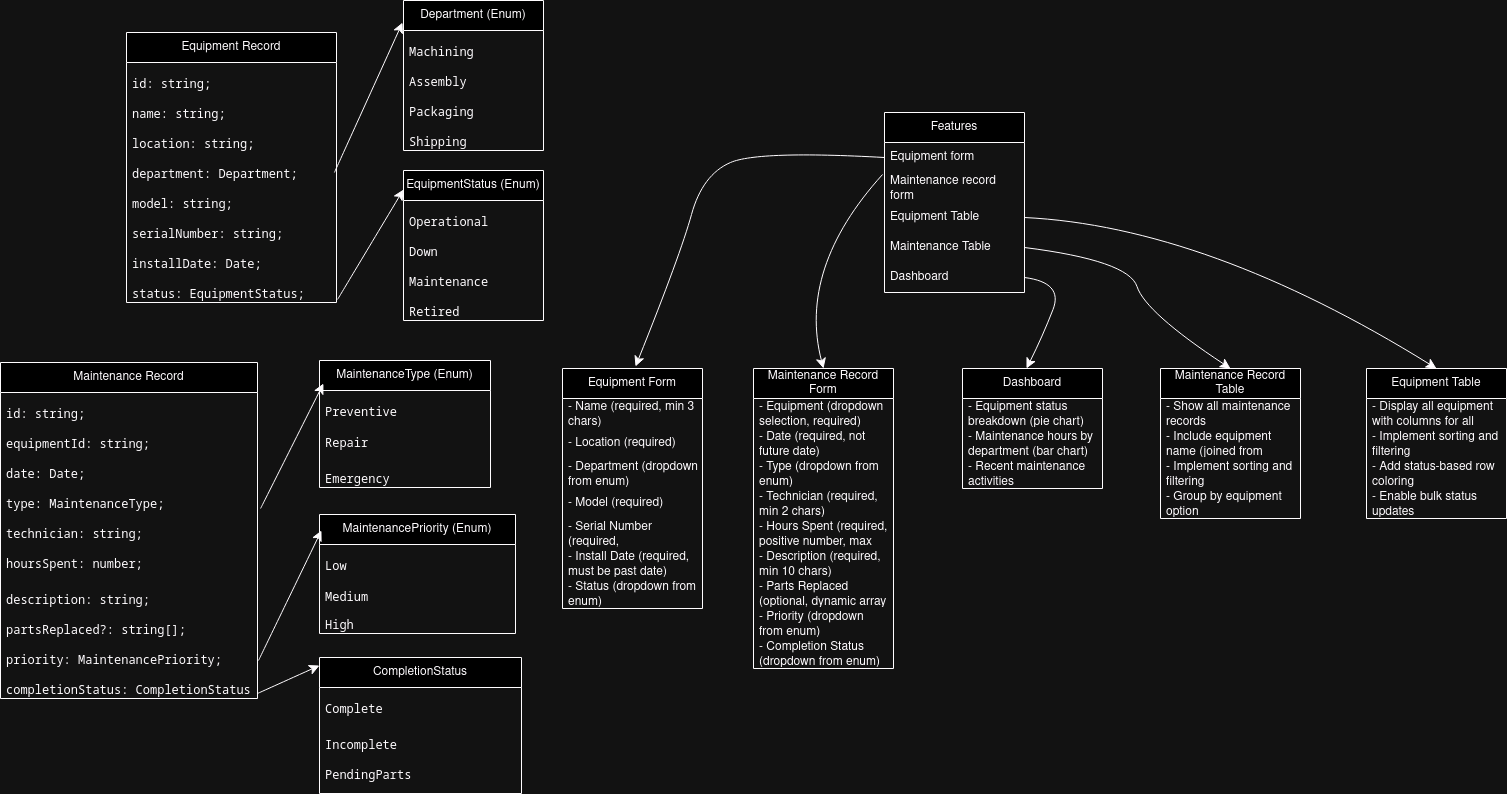 Equipment Record
id: string;
name: string;
location: string;
department: Department;
model: string;
serialNumber: string;
installDate: Date;
status: EquipmentStatus;
Department (Enum)
Machining
Assembly
Packaging
Shipping
EquipmentStatus (Enum)
Operational
Down
Maintenance
Retired
Maintenance Record
id: string;
equipmentId: string;
date: Date;
type: MaintenanceType;
technician: string;
hoursSpent: number;
description: string;
partsReplaced?: string[];
priority: MaintenancePriority;
completionStatus: CompletionStatus
MaintenanceType (Enum)
Preventive
Repair
Emergency
MaintenancePriority (Enum)
Low
Medium
High
CompletionStatus
Complete
Incomplete
PendingParts
Features
Equipment form
Maintenance record
form
Equipment Table
Maintenance Table
Dashboard
Equipment Form
- Name (required, min 3
chars)
- Location (required)
- Department (dropdown
from enum)
- Model (required)
- Serial Number
(required,
- Install Date (required,
must be past date)
- Status (dropdown from
enum)
Maintenance Record
Form
- Equipment (dropdown
selection, required)
- Date (required, not
future date)
- Type (dropdown from
enum)
- Technician (required,
min 2 chars)
- Hours Spent (required,
positive number, max
- Description (required,
min 10 chars)
- Parts Replaced
(optional, dynamic array
- Priority (dropdown
from enum)
- Completion Status
(dropdown from enum)
Dashboard
- Equipment status
breakdown (pie chart)
- Maintenance hours by
department (bar chart)
- Recent maintenance
activities
Maintenance Record
Table
- Show all maintenance
records
- Include equipment
name (joined from
- Implement sorting and
filtering
- Group by equipment
option
Equipment Table
- Display all equipment
with columns for all
- Implement sorting and
filtering
- Add status-based row
coloring
- Enable bulk status
updates